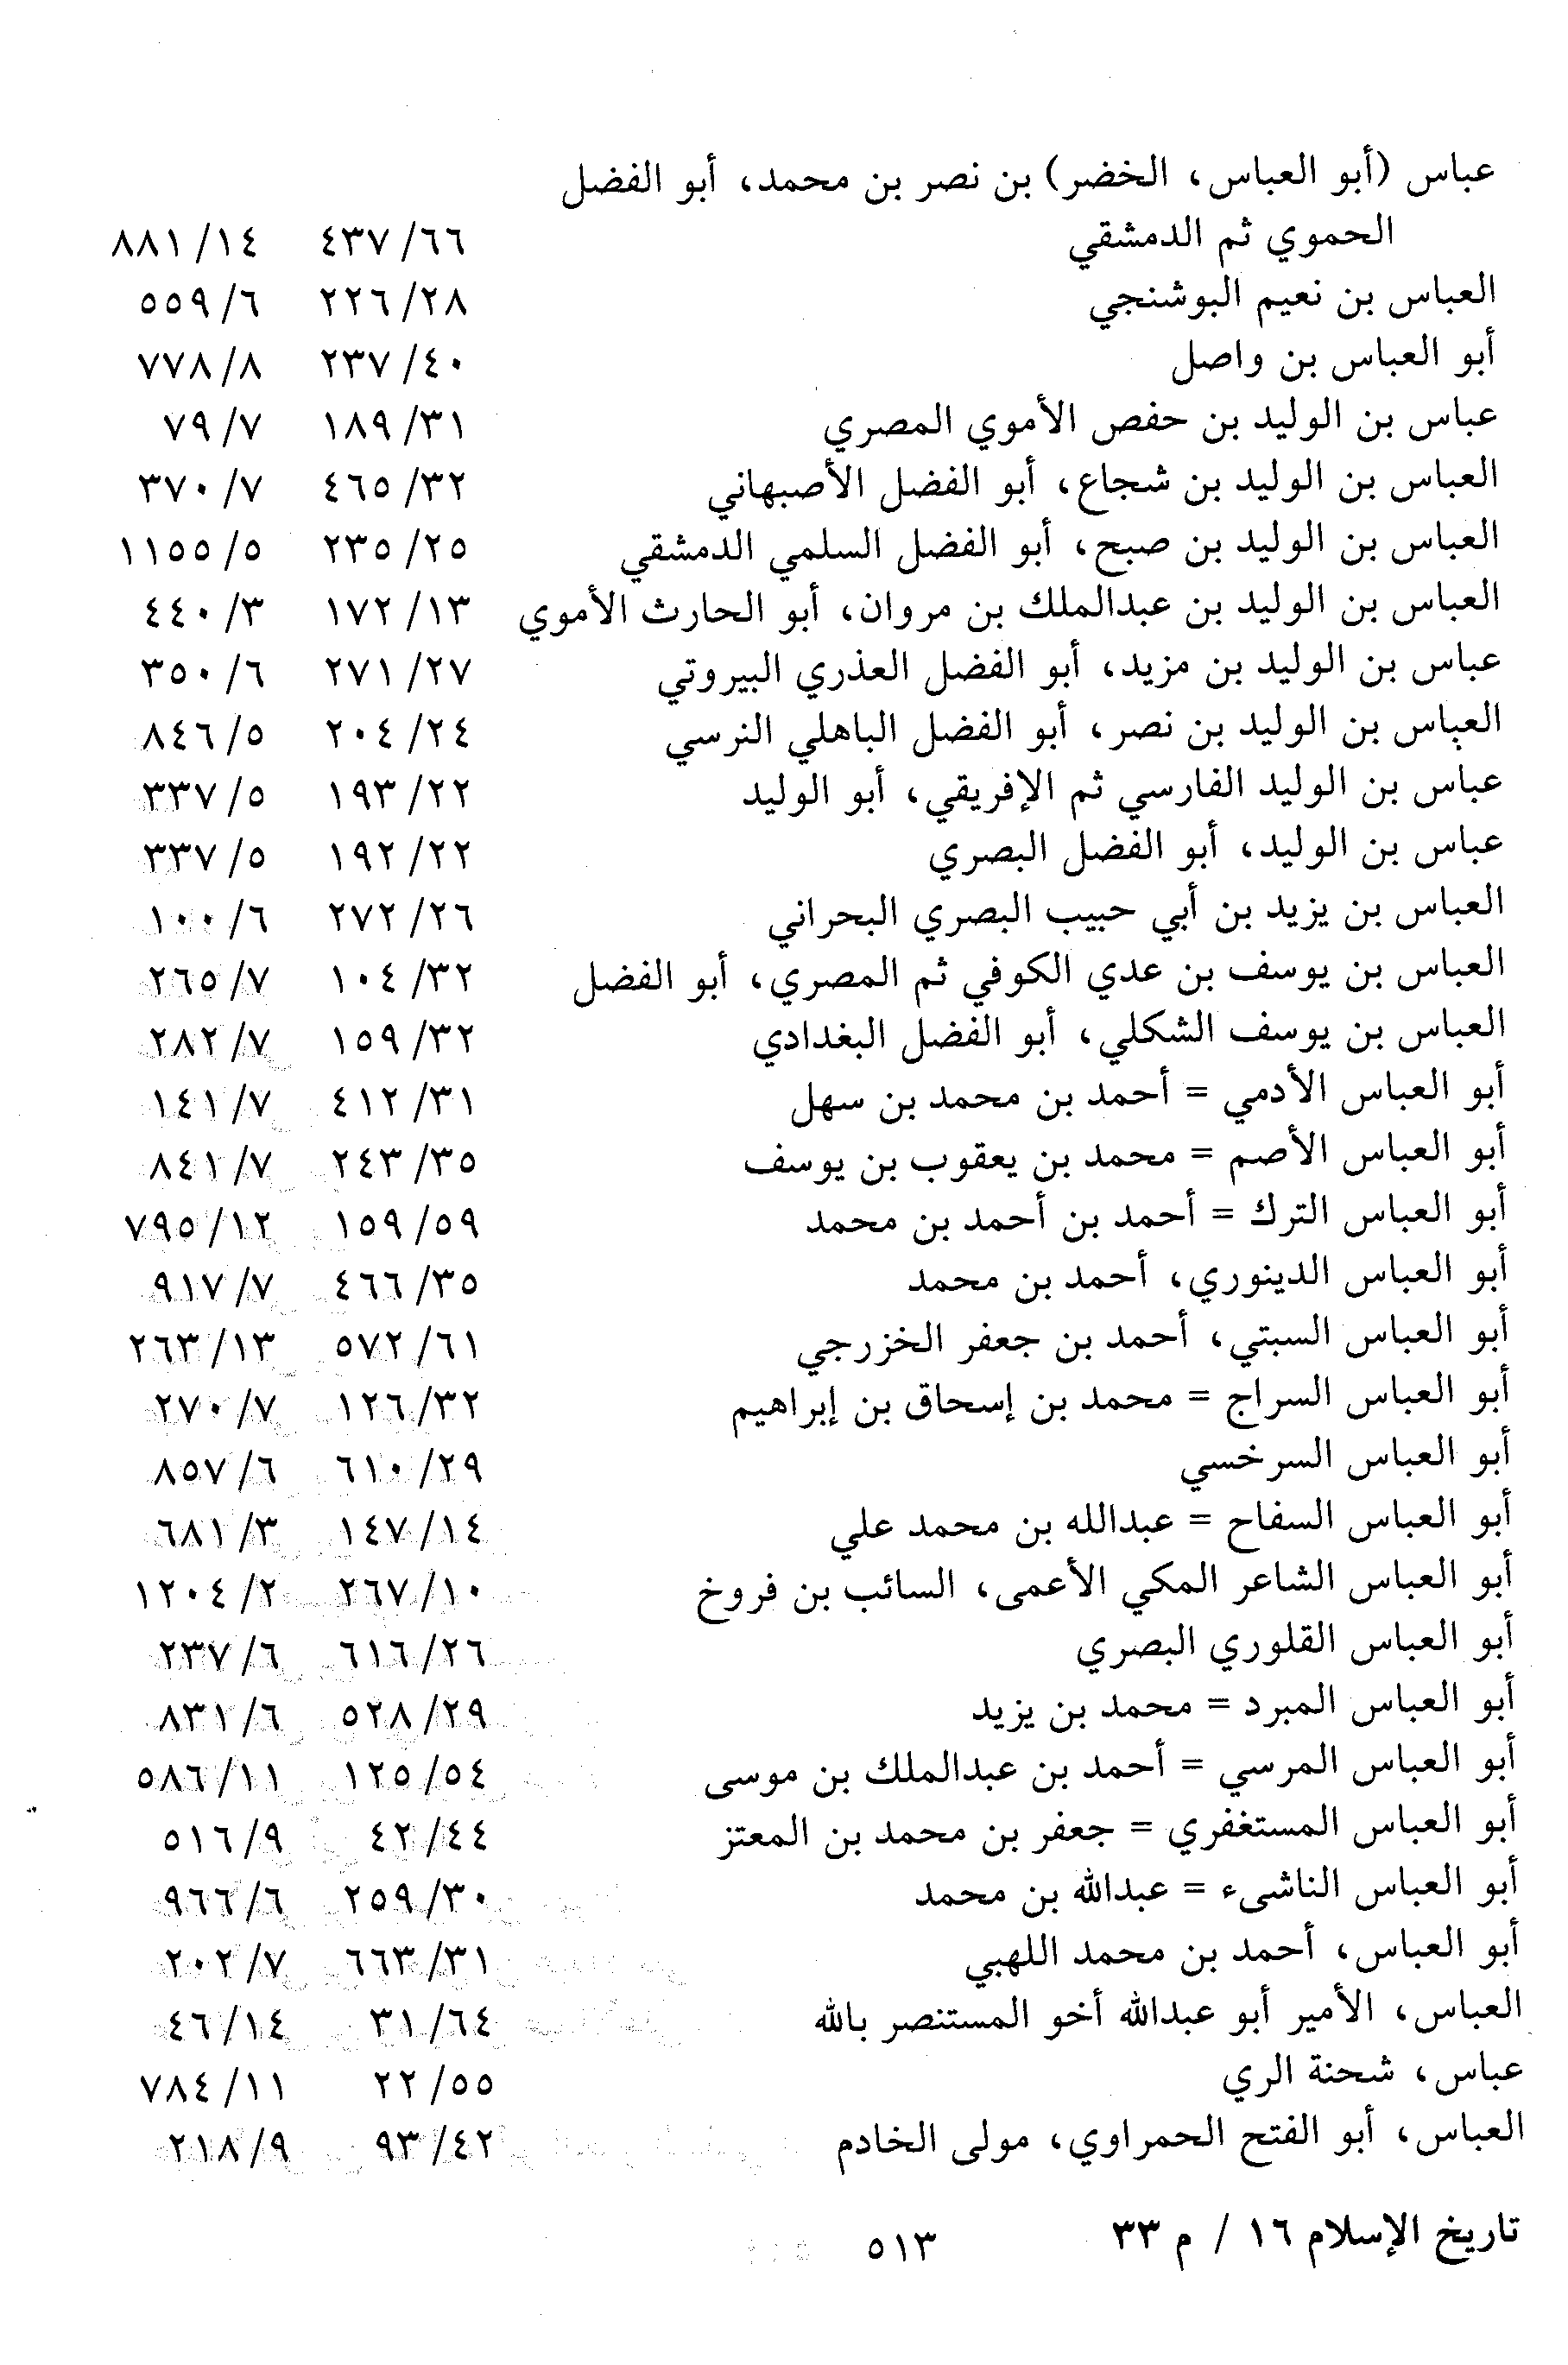 عباس (أبو العباس، الخضر) بن نصر بن محمد، أبو الفضل
الحموي ثم الدمشقي ٤٣٧/٦٦ ٨٨١/١٤
العباس بن نعيم البوشنجي ٢٢٦/٢٨ ٥٥٩/٦
أبو العباس بن واصل ٢٣٧/٤٠ ٧٧٨/٨
عباس بن الوليد بن حفص الأموي المصري ١٨٩/٣١ ٧٩/٧
العباس بن الوليد بن شجاع، أبو الفضل الأصبهاني ٤٦٥/٣٢ ٣٧٠/٧
العباس بن الوليد بن صبح، أبو الفضل السلمي الدمشقي ٢٣٥/٢٥ ١١٥٥/٥
العباس بن الوليد بن عبدالملك بن مروان، أبو الحارث الأموي ١٧٢/١٣ ٤٤٠/٣
عباس بن الوليد بن مزيد، أبو الفضل العذري البيروتي ٢٧١/٢٧ ٣٥٠/٦
العباس بن الوليد بن نصر، أبو الفضل الباهلي النرسي ٢٠٤/٢٤ ٨٤٦/٥
عباس بن الوليد الفارسي ثم الإفريقي، أبو الوليد ١٩٣/٢٢ ٣٣٧/٥
عباس بن الوليد، أبو الفضل البصري ١٩٢/٢٢ ٣٣٧/٥
العباس بن يزيد بن أبي حبيب البصري البحراني ٢٧٢/٢٦ ١٠٠/٦
العباس بن يوسف بن عدي الكوفي ثم المصري، أبو الفضل ١٠٤/٣٢ ٢٦٥/٧
العباس بن يوسف الشكلي، أبو الفضل البغدادي ١٥٩/٣٢ ٢٨٢/٧
أبو العباس الأدمي = أحمد بن محمد بن سهل ٤١٢/٣١ ١٤١/٧
أبو العباس الأصم = محمد بن يعقوب بن يوسف ٢٤٣/٣٥ ٨٤١/٧
أبو العباس الترك = أحمد بن أحمد بن محمد ١٥٩/٥٩ ٧٩٥/١٢
أبو العباس الدينوري، أحمد بن محمد ٤٦٦/٣٥ ٩١٧/٧
أبو العباس السبتي، أحمد بن جعفر الخزرجي ٥٧٢/٦١ ٢٦٣/١٣
أبو العباس السراج = محمد بن إسحاق بن إبراهيم ١٢٦/٣٢ ٢٧٠/٧
أبو العباس السرخسي ٦١٠/٢٩ ٨٥٧/٦
أبو العباس السفاح = عبدالله بن محمد علي ١٤٧/١٤ ٦٨١/٣
أبو العباس الشاعر المكي الأعمى، السائب بن فروخ ٢٦٧/١٠ ١٢٠٤/٢
أبو العباس القلوري البصري ٦١٦/٢٦ ٢٣٧/٦
أبو العباس المبرد = محمد بن يزيد ٥٢٨/٢٩ ٨٣١/٦
أبو العباس المرسي = أحمد بن عبدالملك بن موسى ١٢٥/٥٤ ٥٨٦/١١
أبو العباس المستغفري = جعفر بن محمد بن المعتز ٤٢/٤٤ ٥١٦/٩
أبو العباس الناشىء = عبدالله بن محمد ٢٥٩/٣٠ ٩٦٦/٦
أبو العباس، أحمد بن محمد اللهبي ٦٦٣/٣١ ٢٠٢/٧
العباس، الأمير أبو عبدالله أخو المستنصر بالله ٣١/٦٤ ٤٦/١٤
عباس، شحنة الري ٢٢/٥٥ ٧٨٤/١١
العباس، أبو الفتح الحمراوي، مولى الخادم ٩٣/٤٢ ٢١٨/٩
تاريخ الإسلام ١٦ / م ٣٣ ٥١٣